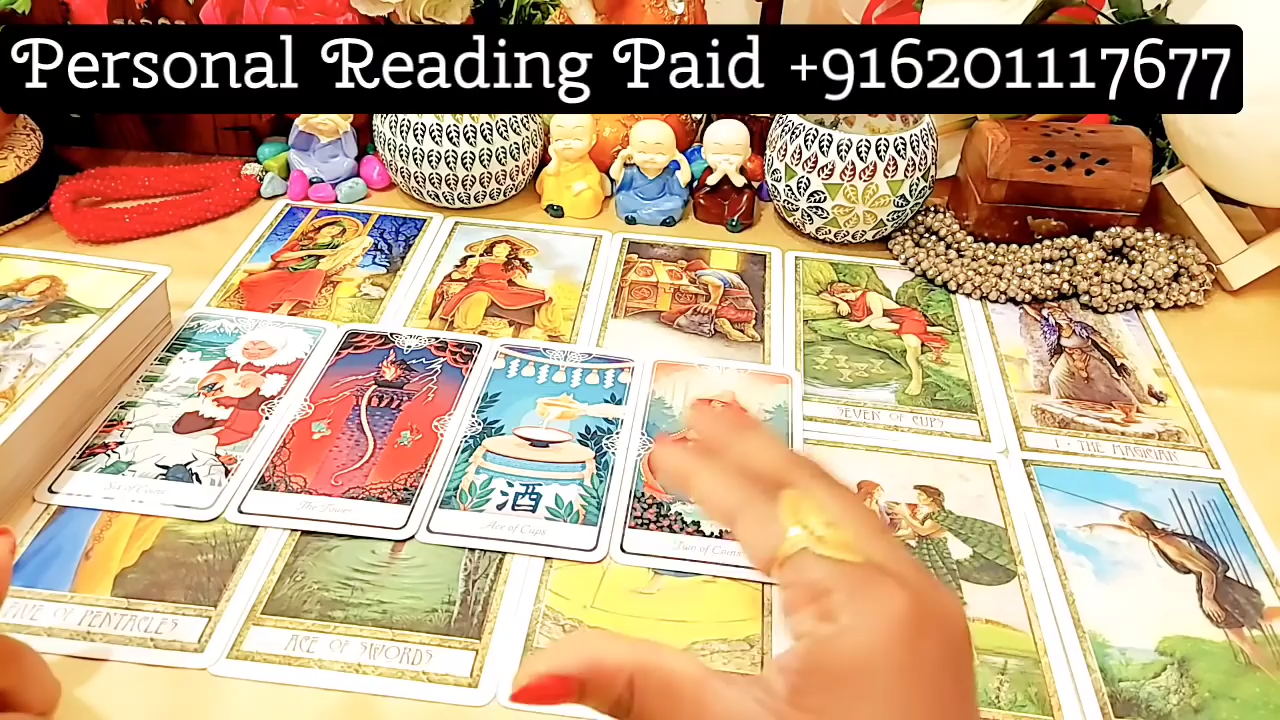 Personal Reading Paid +916201117677
SEVEN OF CUPS
I • THE MAGICIAN
Six of Coins
The Tower
酒
Ace of Cups
Two of Coins
FIVE OF PENTACLES
ACE OF SWORDS